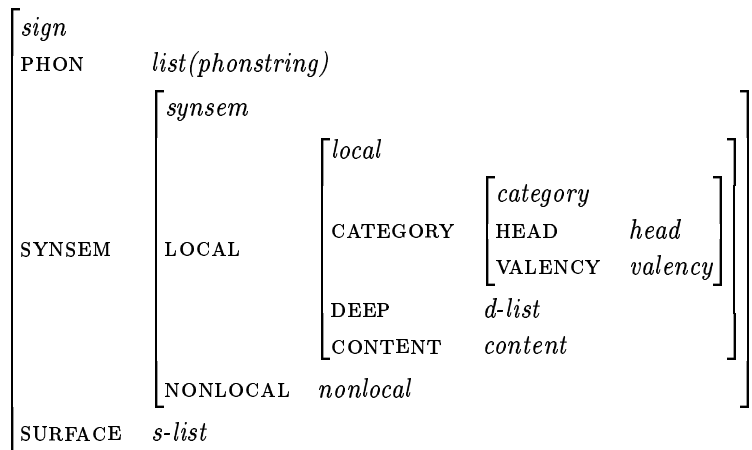 sign
PHON list(phonstring)
synsem
local
category
CATEGORY HEAD head
SYNSEM LOCAL VALENCY valency
DEEP d-list
CONTENT content
NONLOCAL nonlocal
SURFACE s-list